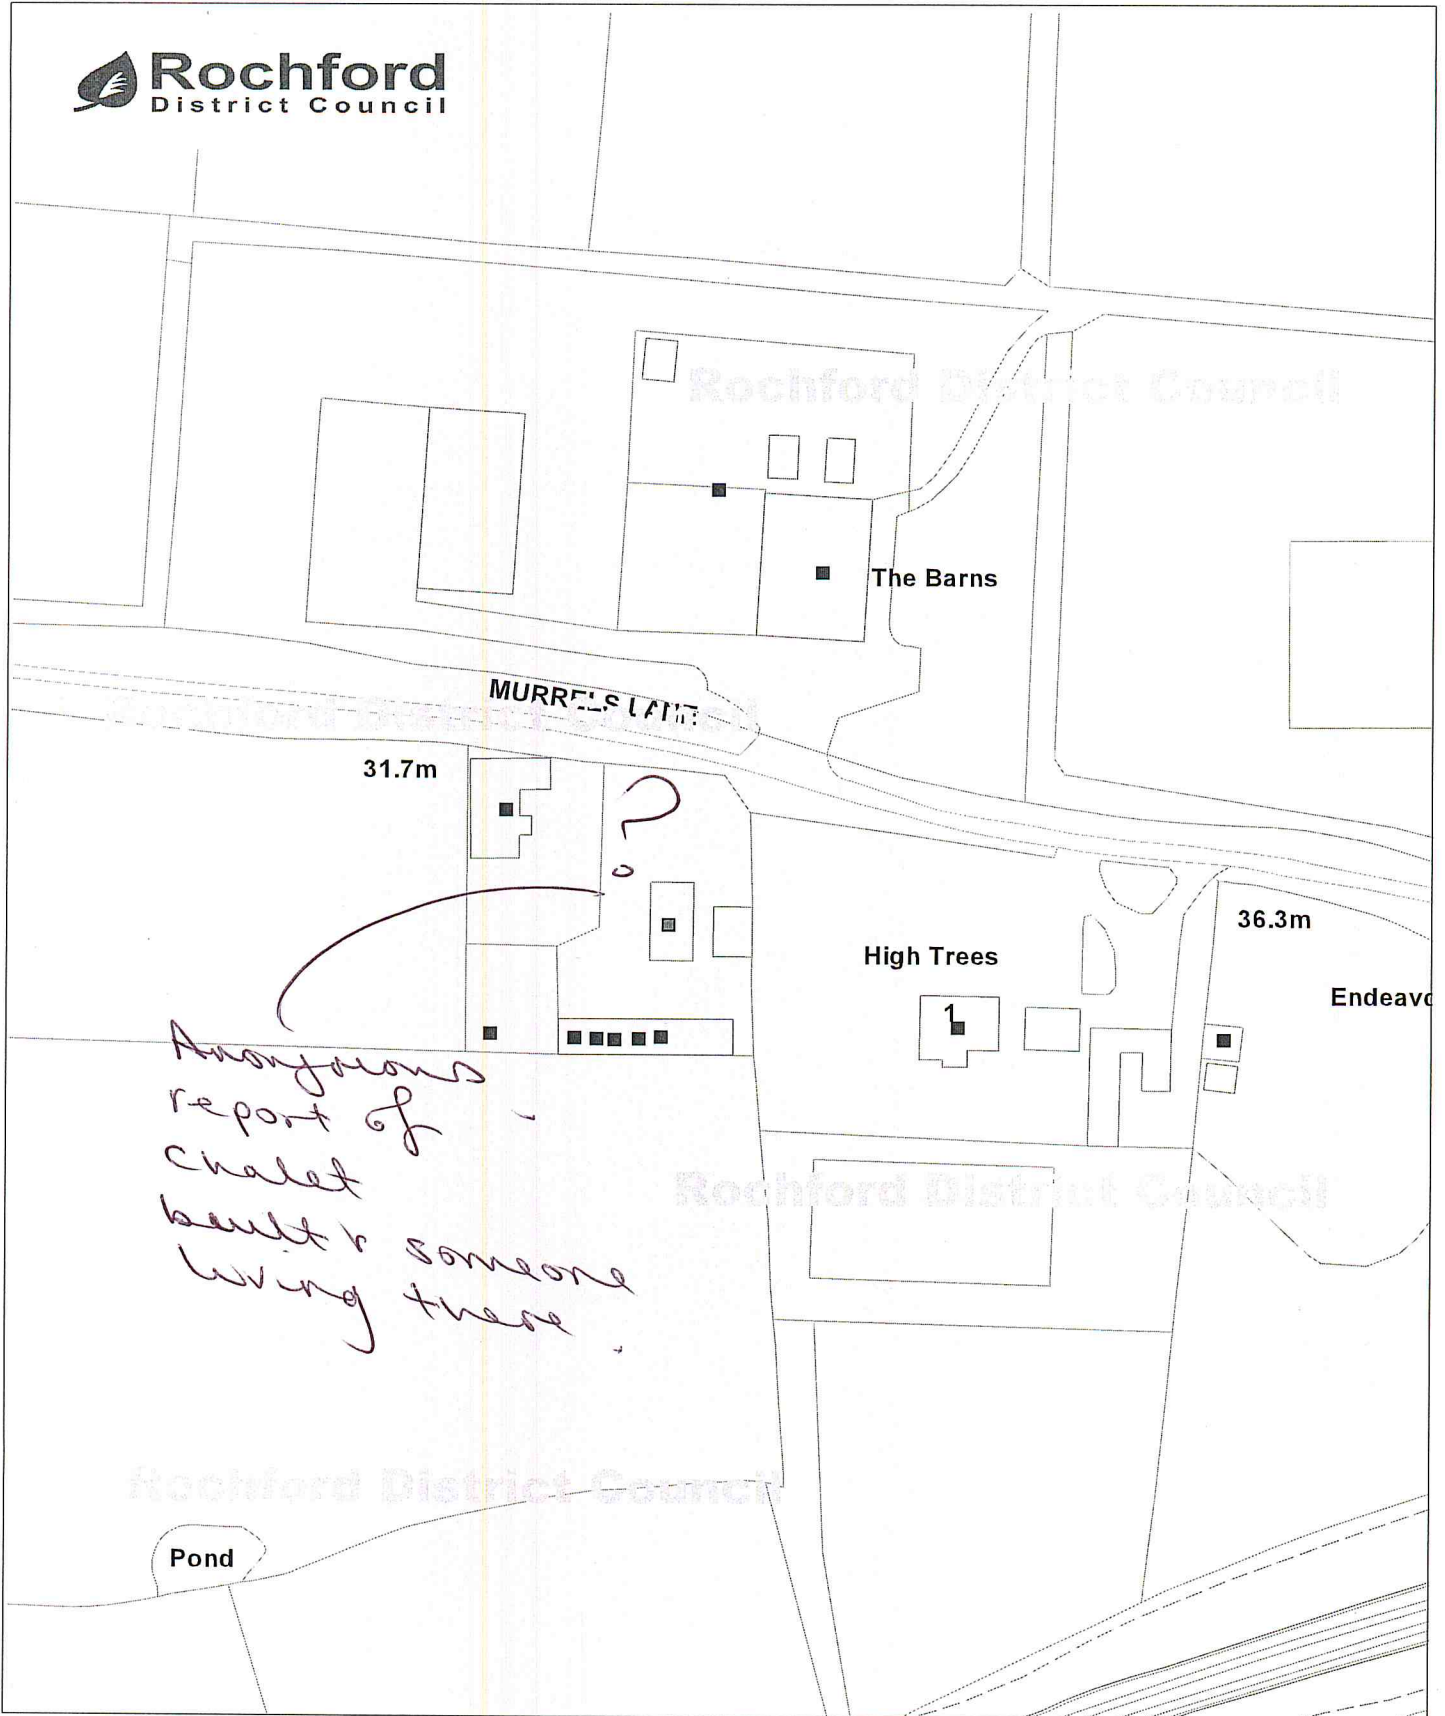 Rochford
District Council
Rochford District Council
The Barns
MURRELS LANE
Rochford District Council
31.7m
?
36.3m
High Trees
Endeavo
1
Anonymous
report of
chalet
built & someone
living there.
Rochford District Council
Rochford District Council
Pond